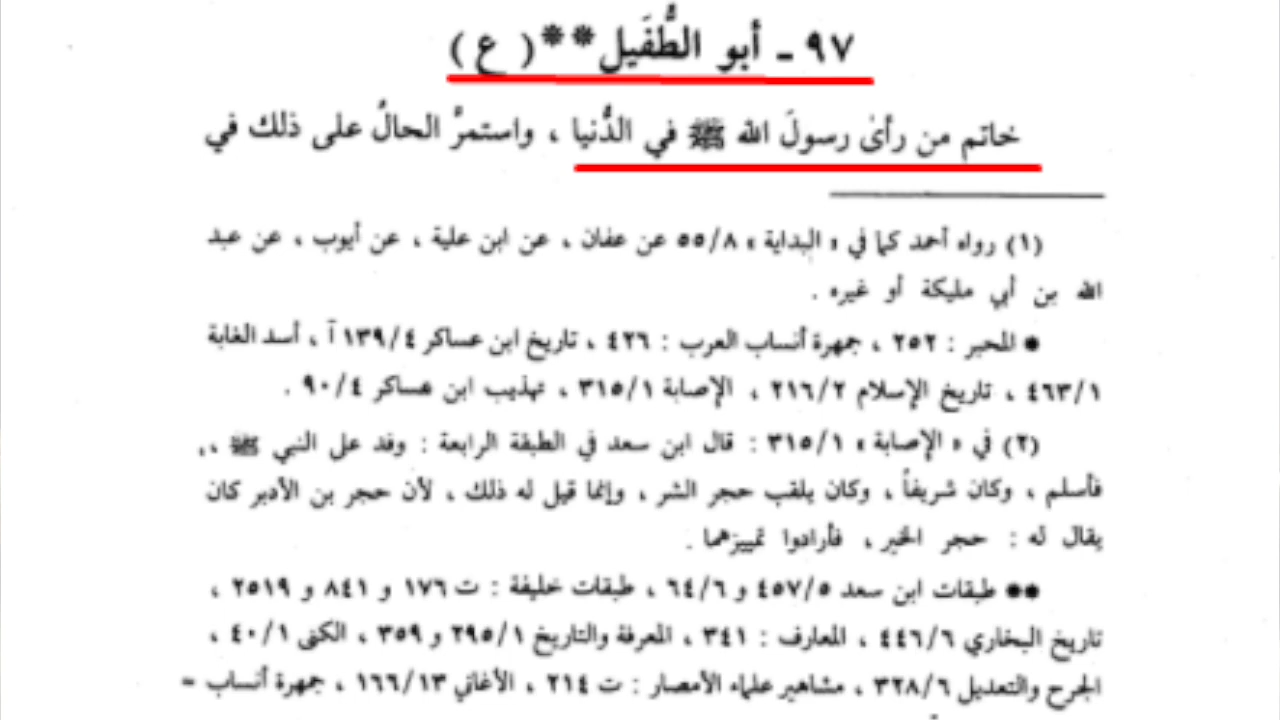 ٩٧ - أبو الطُّفَيل** ( ع )
خاتم من رأىٰ رسولَ الله ﷺ في الدُّنيا ، واستمرَّ الحالُ على ذلك في
(١) رواه أحمد كما في « البداية » ٥٥/٨ عن عفان ، عن ابن علية ، عن أيوب ، عن عبد
الله بن أبي مليكة أو غيره .
* المحبر : ٢٥٢ ، جمهرة أنساب العرب : ٤٢٦ ، تاريخ ابن عساكر ١٣٩/٤ آ ، أسد الغابة
٤٦٣/١ ، تاريخ الإسلام ٢١٦/٢ ، الإصابة ٣١٥/١ ، تهذيب ابن عساكر ٩٠/٤ .
(٢) في « الإصابة » ٣١٥/١ : قال ابن سعد في الطبقة الرابعة : وفد على النبي ﷺ ،
فأسلم ، وكان شريفاً ، وكان يلقب حجر الشر ، وإنما قيل له ذلك ، لأن حجر بن الأدبر كان
يقال له : حجر الخير ، فأرادوا تمييزهما .
** طبقات ابن سعد ٤٥٧/٥ و ٦٤/٦ ، طبقات خليفة : ت ١٧٦ و ٨٤١ و ٢٥١٩ ،
تاريخ البخاري ٤٤٦/٦ ، المعارف : ٣٤١ ، المعرفة والتاريخ ٢٩٥/١ و ٣٥٩ ، الكنى ٤٠/١ ،
الجرح والتعديل ٣٢٨/٦ ، مشاهير علماء الأمصار : ت ٢١٤ ، الأغاني ١٦٦/١٣ ، جمهرة أنساب =